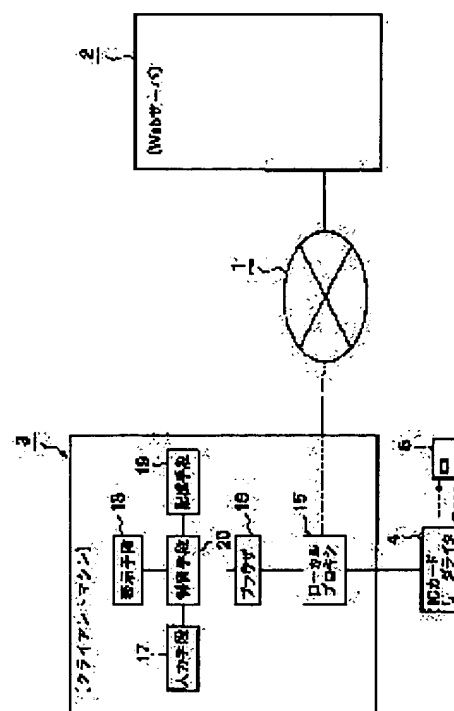 3
(クライアントマシン)
18
表示手段
19
記憶手段
17
入力手段
20
制御手段
16
ブラウザ
15
ローカル
プロキシ
4
ICカード
リーダライタ
1
2
(Webサーバ)